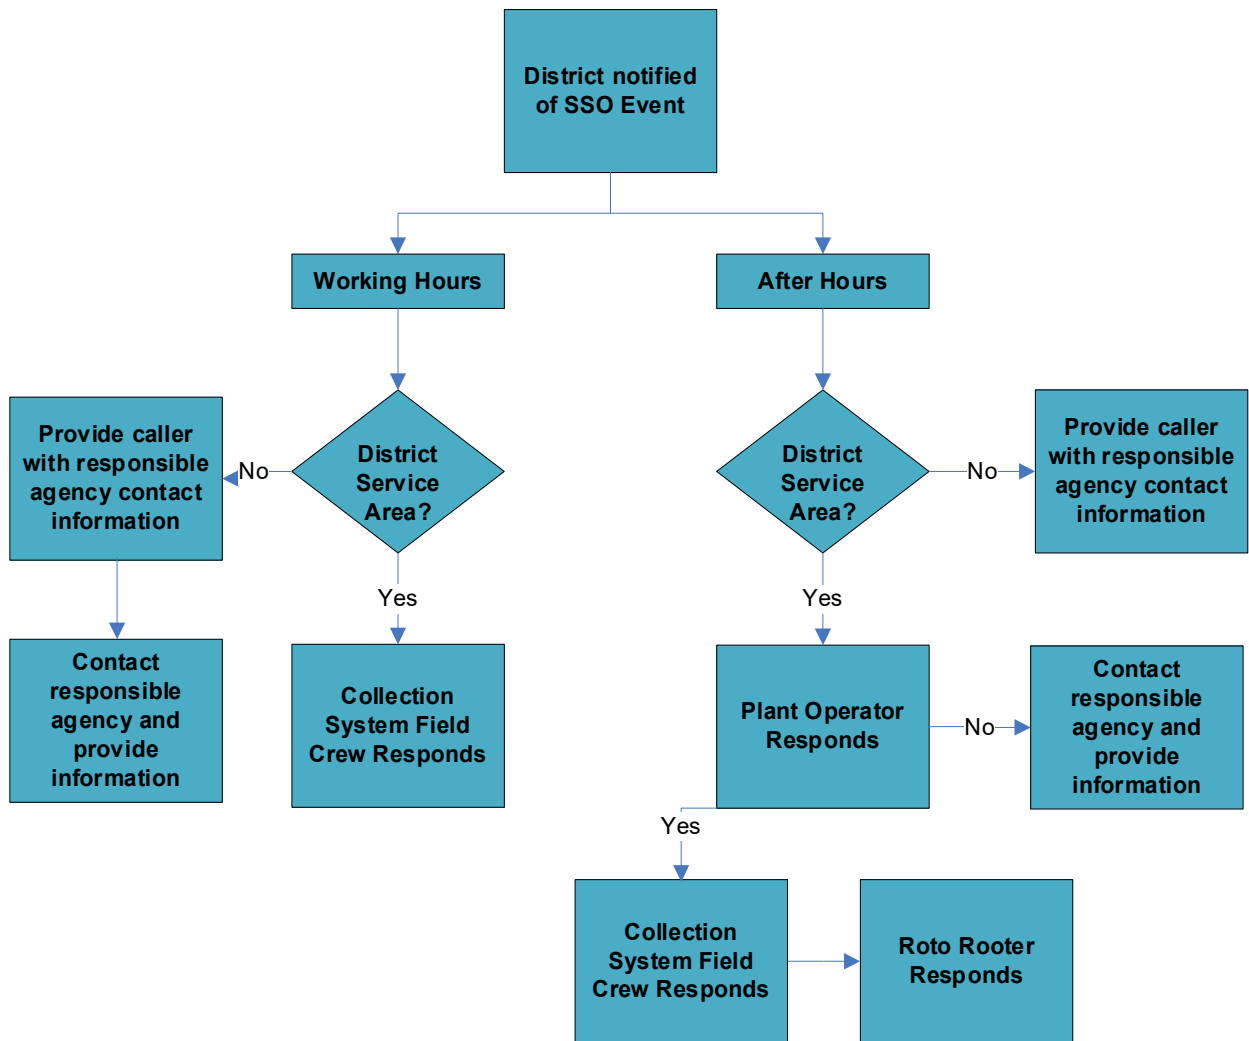 District notified
of SSO Event
Working Hours
After Hours
Provide caller
with responsible
agency contact
information
No
District
Service
Area?
District
Service
Area?
No
Provide caller
with responsible
agency contact
information
Yes
Yes
Contact
responsible
agency and
provide
information
Collection
System Field
Crew Responds
Plant Operator
Responds
No
Contact
responsible
agency and
provide
information
Yes
Collection
System Field
Crew Responds
Roto Rooter
Responds